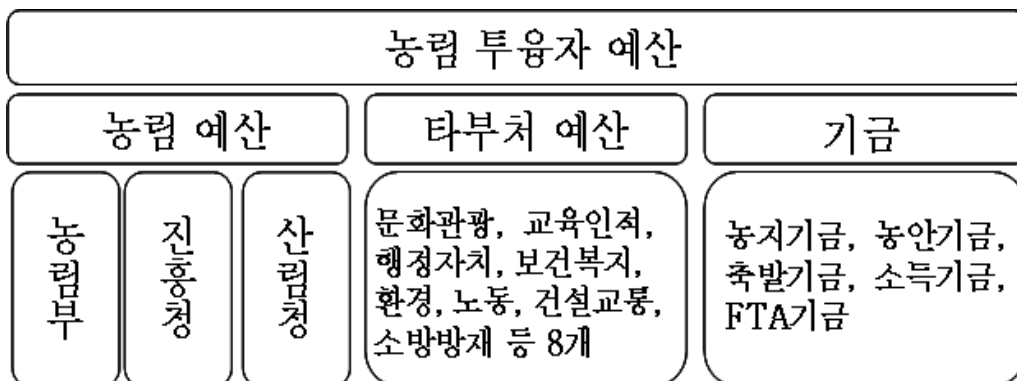 농림 투융자 예산
농림 예산
타부처 예산
기금
농림부
진흥청
산림청
문화관광, 교육인적,
행정자치, 보건복지,
환경, 노동, 건설교통,
소방방재 등 8개
농지기금, 농안기금,
축발기금, 소득기금,
FTA기금